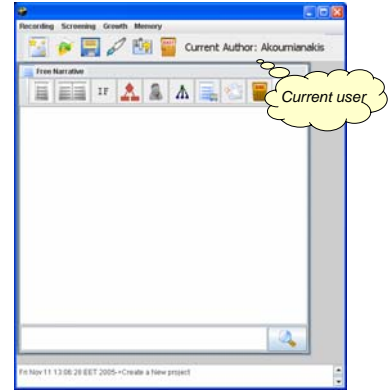 Recording Screening Growth Memory
Current Author: Akoumianakis
Current user
Free Narrative
IF
Fri Nov 11 13:06:28 EET 2005->Create a New project